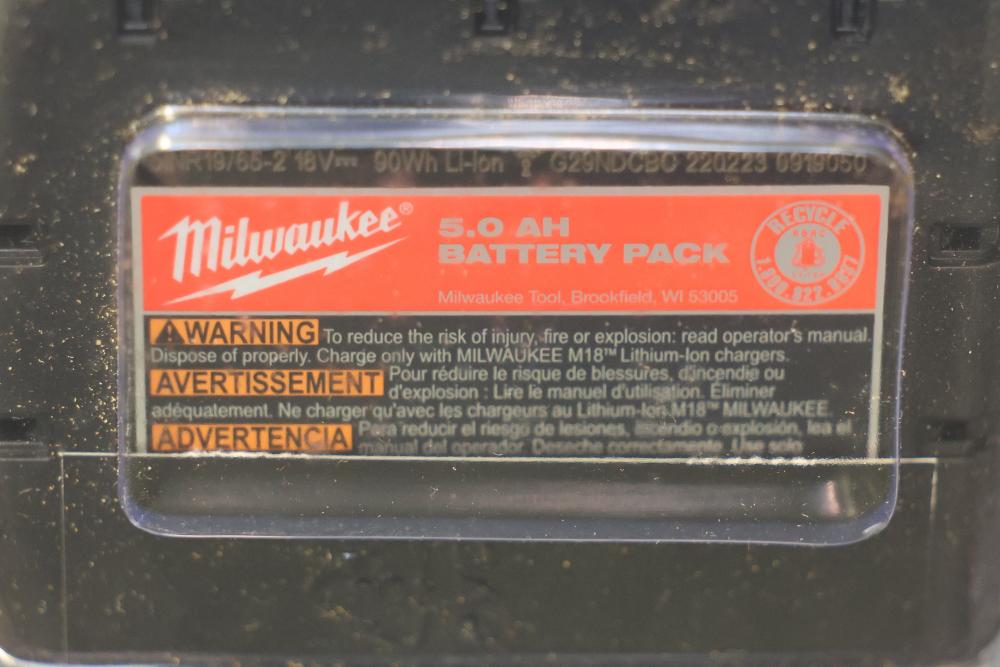 INR19/65-2 18V⎓ 90Wh Li-Ion G29NDCBC 220223 0919050
Milwaukee®
5.0 AH
BATTERY PACK
Milwaukee Tool, Brookfield, WI 53005
RECYCLE
RBRC
Li-ion
1.800.822.8837
WARNING To reduce the risk of injury, fire or explosion: read operator's manual.
Dispose of properly. Charge only with MILWAUKEE M18™ Lithium-Ion chargers.
AVERTISSEMENT Pour réduire le risque de blessures, d'incendie ou
d'explosion : Lire le manuel d'utilisation. Éliminer
adéquatement. Ne charger qu'avec les chargeurs au Lithium-Ion M18™ MILWAUKEE.
ADVERTENCIA Para reducir el riesgo de lesiones, incendio o explosión, lea el
manual del operador. Deseche correctamente. Use solo